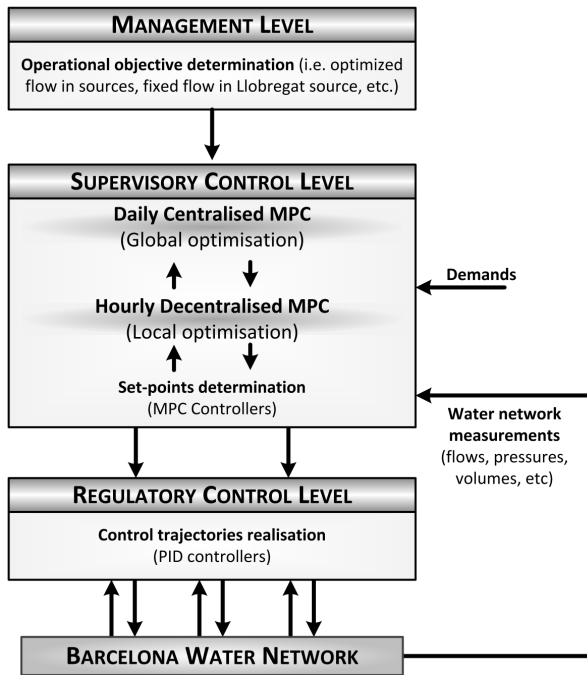 MANAGEMENT LEVEL
Operational objective determination (i.e. optimized
flow in sources, fixed flow in Llobregat source, etc.)
SUPERVISORY CONTROL LEVEL
Daily Centralised MPC
(Global optimisation)
Demands
Hourly Decentralised MPC
(Local optimisation)
Set-points determination
(MPC Controllers)
Water network
measurements
(flows, pressures,
volumes, etc)
REGULATORY CONTROL LEVEL
Control trajectories realisation
(PID controllers)
BARCELONA WATER NETWORK